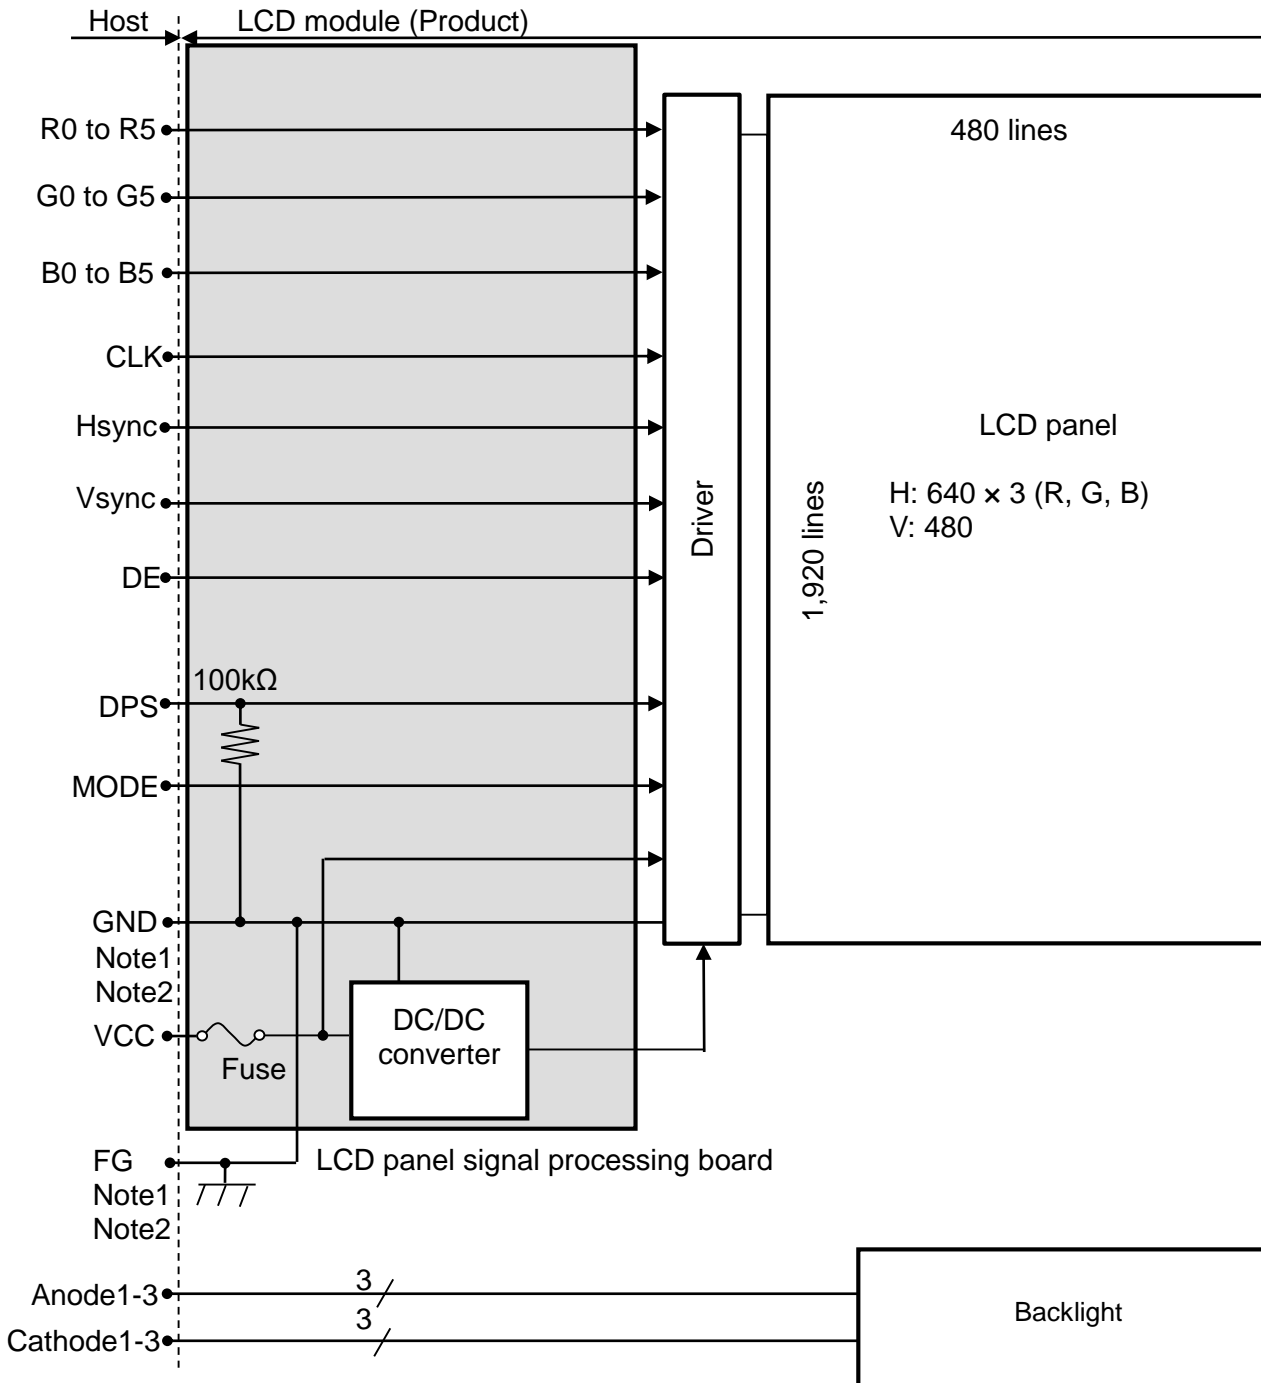 Host
LCD module (Product)
R0 to R5
480 lines
G0 to G5
B0 to B5
CLK
Hsync
LCD panel
Vsync
H: 640 × 3 (R, G, B)
V: 480
Driver
1,920 lines
DE
100kΩ
DPS
MODE
GND
Note1
Note2
VCC
Fuse
DC/DC
converter
FG
Note1
Note2
LCD panel signal processing board
Anode1-3
3
Backlight
Cathode1-3
3